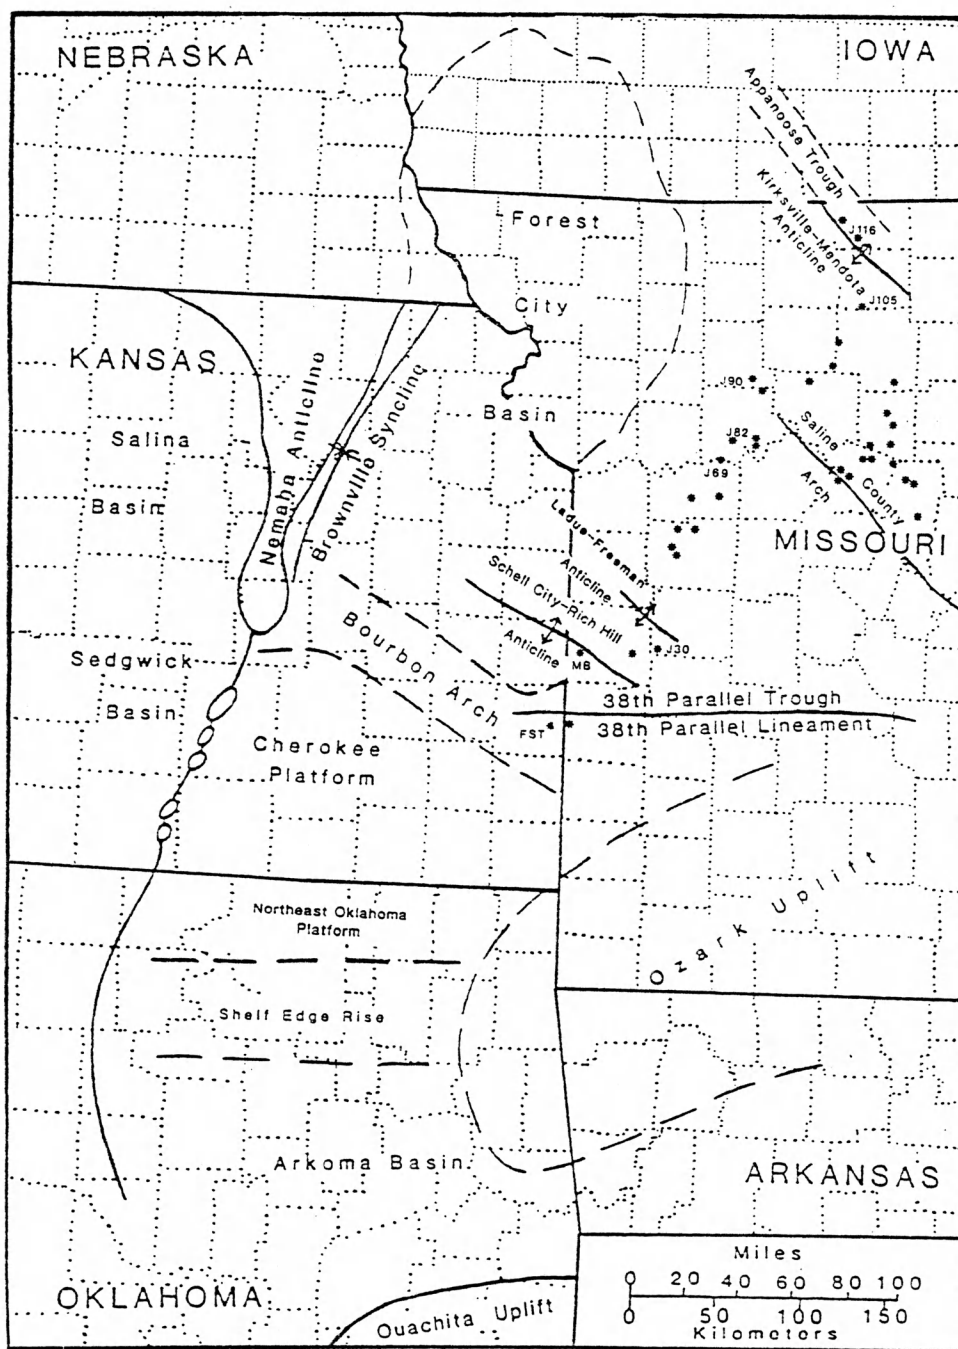 NEBRASKA
IOWA
Appanoose Trough
Kirksville-Mendota
Anticline
J116
J105
Forest
City
Basin
KANSAS
Salina
Basin
Nemaha Anticline
Brownville Syncline
J90
J82
J69
Saline
County
Arch
MISSOURI
Ladue-Freeman
Anticline
Schell City-Rich Hill
Anticline
M8
J30
Bourbon Arch
Sedgwick
Basin
38th Parallel Trough
38th Parallel Lineament
FST
Cherokee
Platform
Ozark Uplift
Northeast Oklahoma
Platform
Shelf Edge Rise
Arkoma Basin
ARKANSAS
OKLAHOMA
Ouachita Uplift
Miles
0 20 40 60 80 100
0 50 100 150
Kilometers